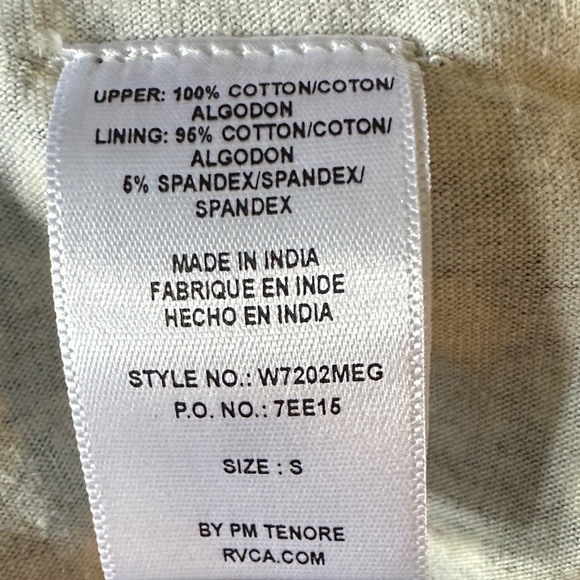 UPPER: 100% COTTON/COTON/
ALGODON
LINING: 95% COTTON/COTON/
ALGODON
5% SPANDEX/SPANDEX/
SPANDEX
MADE IN INDIA
FABRIQUE EN INDE
HECHO EN INDIA
STYLE NO.: W7202MEG
P.O. NO.: 7EE15
SIZE : S
BY PM TENORE
RVCA.COM